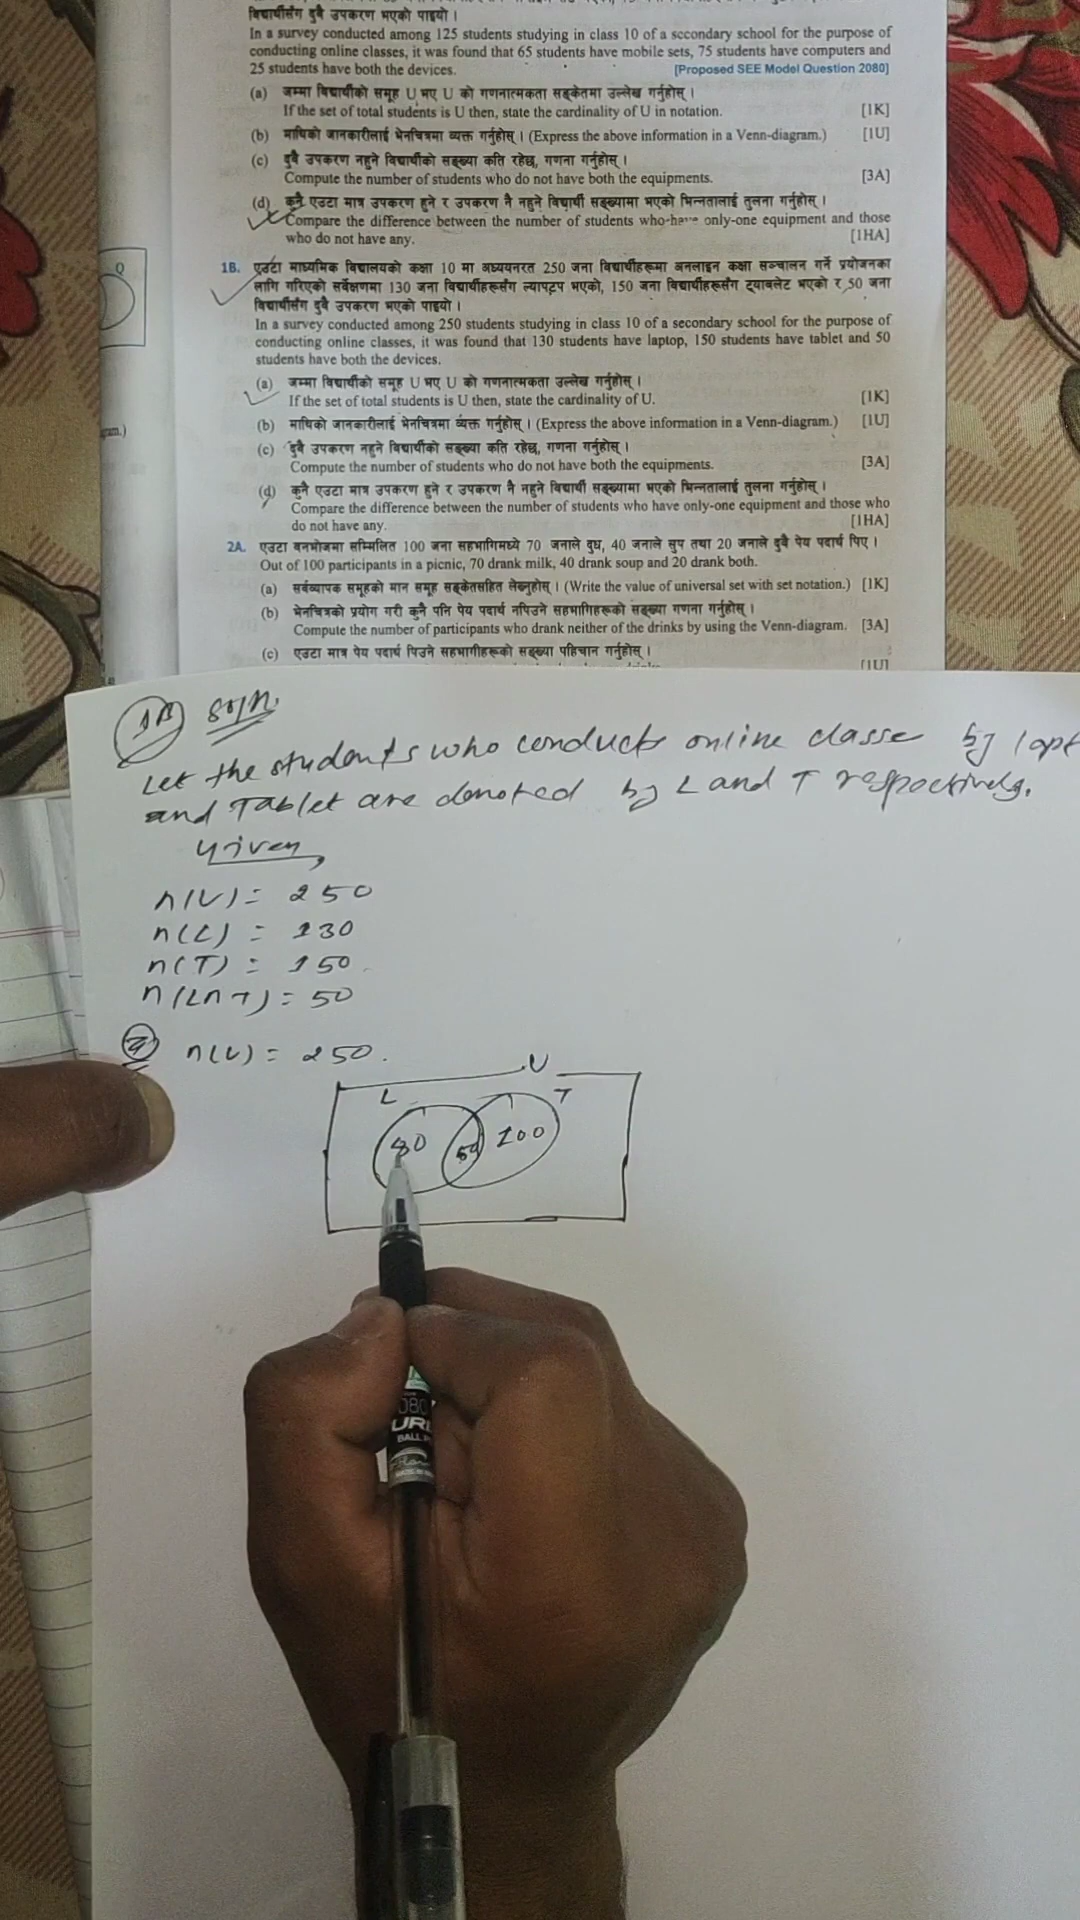 विद्यार्थीसँग दुवै उपकरण भएको पाइयो ।
In a survey conducted among 125 students studying in class 10 of a secondary school for the purpose of
conducting online classes, it was found that 65 students have mobile sets, 75 students have computers and
25 students have both the devices. [Proposed SEE Model Question 2080]
(a) जम्मा विद्यार्थीको समूह U भए U को गणनात्मकता सङ्केतमा उल्लेख गर्नुहोस् ।
If the set of total students is U then, state the cardinality of U in notation. [1K]
(b) माथिको जानकारीलाई भेनचित्रमा व्यक्त गर्नुहोस् । (Express the above information in a Venn-diagram.) [1U]
(c) दुवै उपकरण नहुने विद्यार्थीको सङ्ख्या कति रहेछ, गणना गर्नुहोस् ।
Compute the number of students who do not have both the equipments. [3A]
(d) कुनै एउटा मात्र उपकरण हुने र उपकरण नै नहुने विद्यार्थी सङ्ख्यामा भएको भिन्नतालाई तुलना गर्नुहोस् ।
Compare the difference between the number of students who have only-one equipment and those
who do not have any. [1HA]
Q
1B. एउटा माध्यमिक विद्यालयको कक्षा 10 मा अध्ययनरत 250 जना विद्यार्थीहरूमा अनलाइन कक्षा सञ्चालन गर्ने प्रयोजनका
लागि गरिएको सर्वेक्षणमा 130 जना विद्यार्थीहरूसँग ल्यापटप भएको, 150 जना विद्यार्थीहरूसँग ट्याबलेट भएको र 50 जना
विद्यार्थीसँग दुवै उपकरण भएको पाइयो ।
In a survey conducted among 250 students studying in class 10 of a secondary school for the purpose of
conducting online classes, it was found that 130 students have laptop, 150 students have tablet and 50
students have both the devices.
(a) जम्मा विद्यार्थीको समूह U भए U को गणनात्मकता उल्लेख गर्नुहोस् ।
If the set of total students is U then, state the cardinality of U. [1K]
(b) माथिको जानकारीलाई भेनचित्रमा व्यक्त गर्नुहोस् । (Express the above information in a Venn-diagram.) [1U]
(c) दुवै उपकरण नहुने विद्यार्थीको सङ्ख्या कति रहेछ, गणना गर्नुहोस् ।
Compute the number of students who do not have both the equipments. [3A]
(d) कुनै एउटा मात्र उपकरण हुने र उपकरण नै नहुने विद्यार्थी सङ्ख्यामा भएको भिन्नतालाई तुलना गर्नुहोस् ।
Compare the difference between the number of students who have only-one equipment and those who
do not have any. [1HA]
2A. एउटा वनभोजमा सम्मिलित 100 जना सहभागिमध्ये 70 जनाले दुध, 40 जनाले सुप तथा 20 जनाले दुवै पेय पदार्थ पिए ।
Out of 100 participants in a picnic, 70 drank milk, 40 drank soup and 20 drank both.
(a) सर्वव्यापक समूहको मान समूह सङ्केतसहित लेख्नुहोस् । (Write the value of universal set with set notation.) [1K]
(b) भेनचित्रको प्रयोग गरी कुनै पनि पेय पदार्थ नपिउने सहभागिहरूको सङ्ख्या गणना गर्नुहोस् ।
Compute the number of participants who drank neither of the drinks by using the Venn-diagram. [3A]
(c) एउटा मात्र पेय पदार्थ पिउने सहभागीहरूको सङ्ख्या पहिचान गर्नुहोस् ।
[1U]
1B soln.
Let the students who conducts online classe by lapt
and Tablet are denoted by L and T respectively.
Given,
n(U) = 250
n(L) = 130
n(T) = 150
n(L∩T) = 50
a n(U) = 250.
U
L T
80 50 100
080
BALL